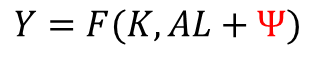 Y = F(K, AL + Ψ)